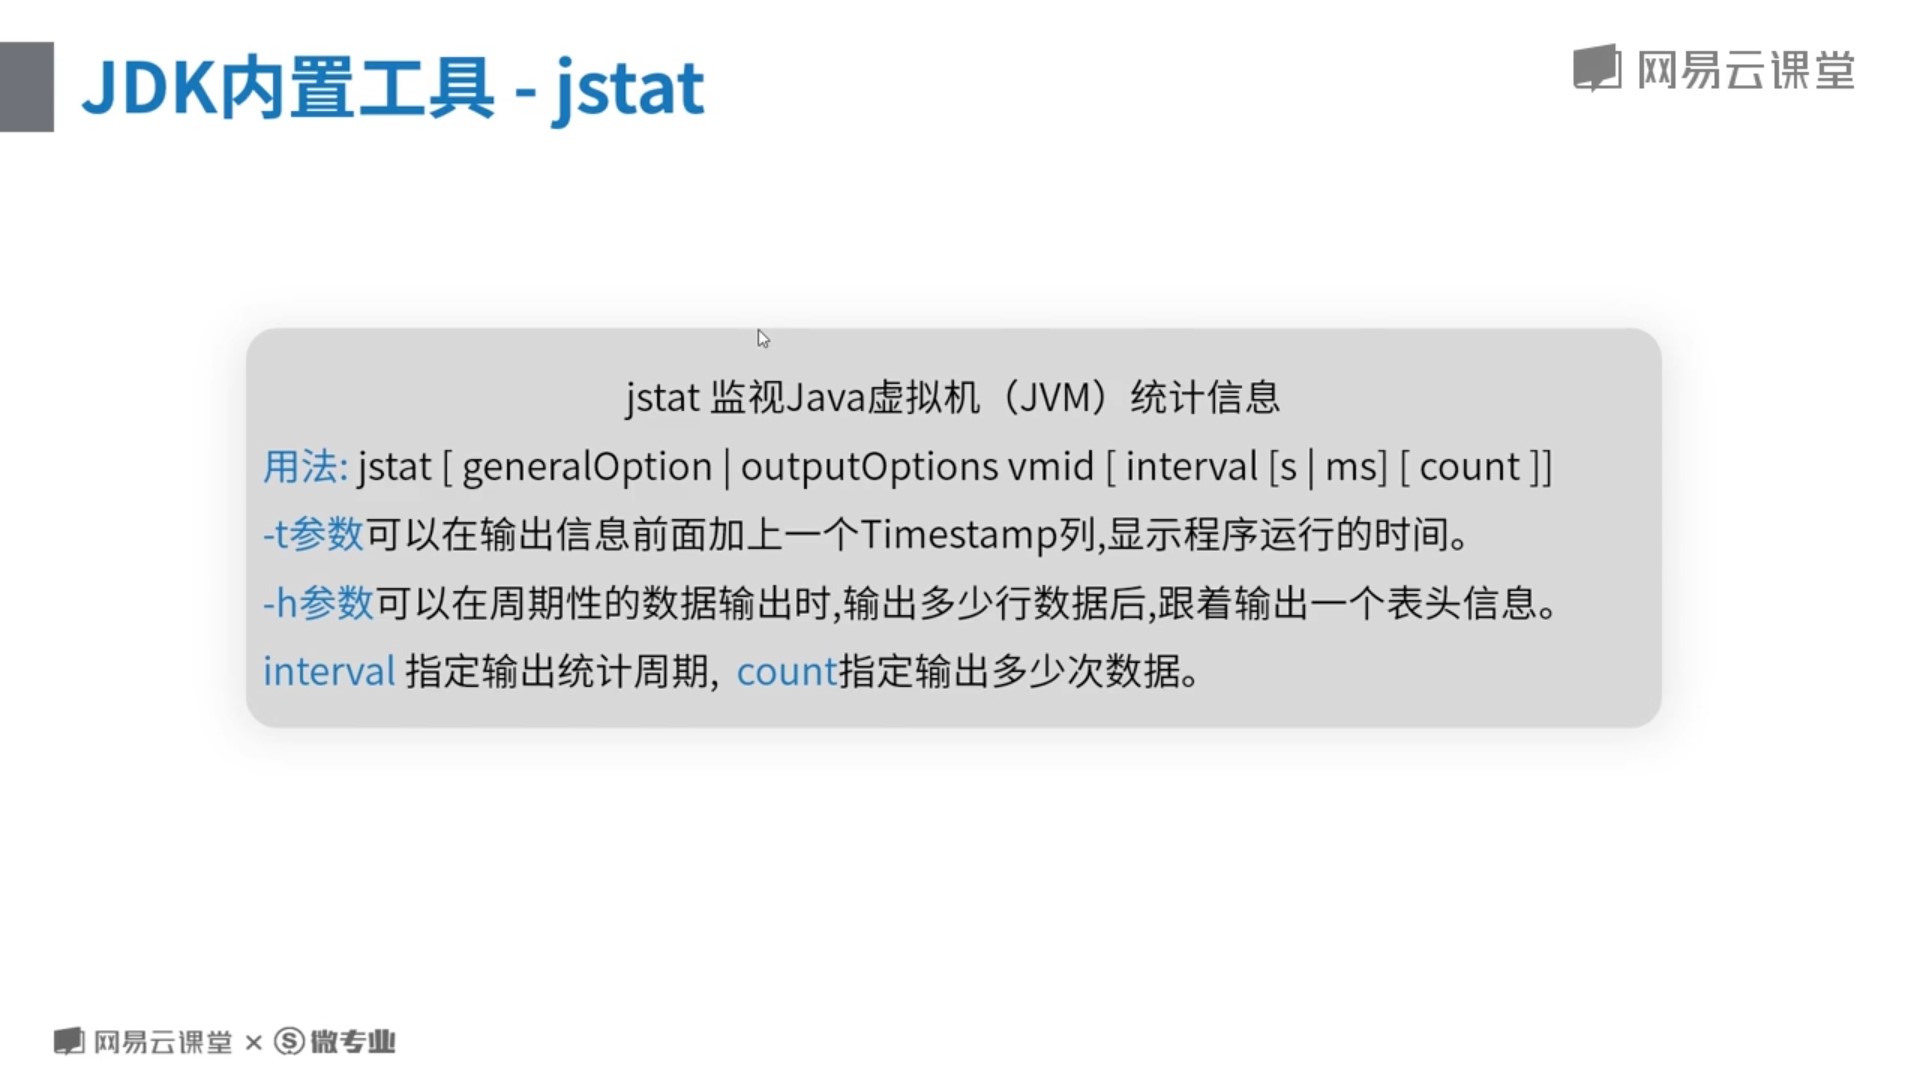 JDK内置工具 - jstat
网易云课堂
jstat 监视Java虚拟机（JVM）统计信息
用法: jstat [ generalOption | outputOptions vmid [ interval [s | ms] [ count ]]
-t参数可以在输出信息前面加上一个Timestamp列,显示程序运行的时间。
-h参数可以在周期性的数据输出时,输出多少行数据后,跟着输出一个表头信息。
interval 指定输出统计周期, count指定输出多少次数据。
网易云课堂 × Ⓢ 微专业